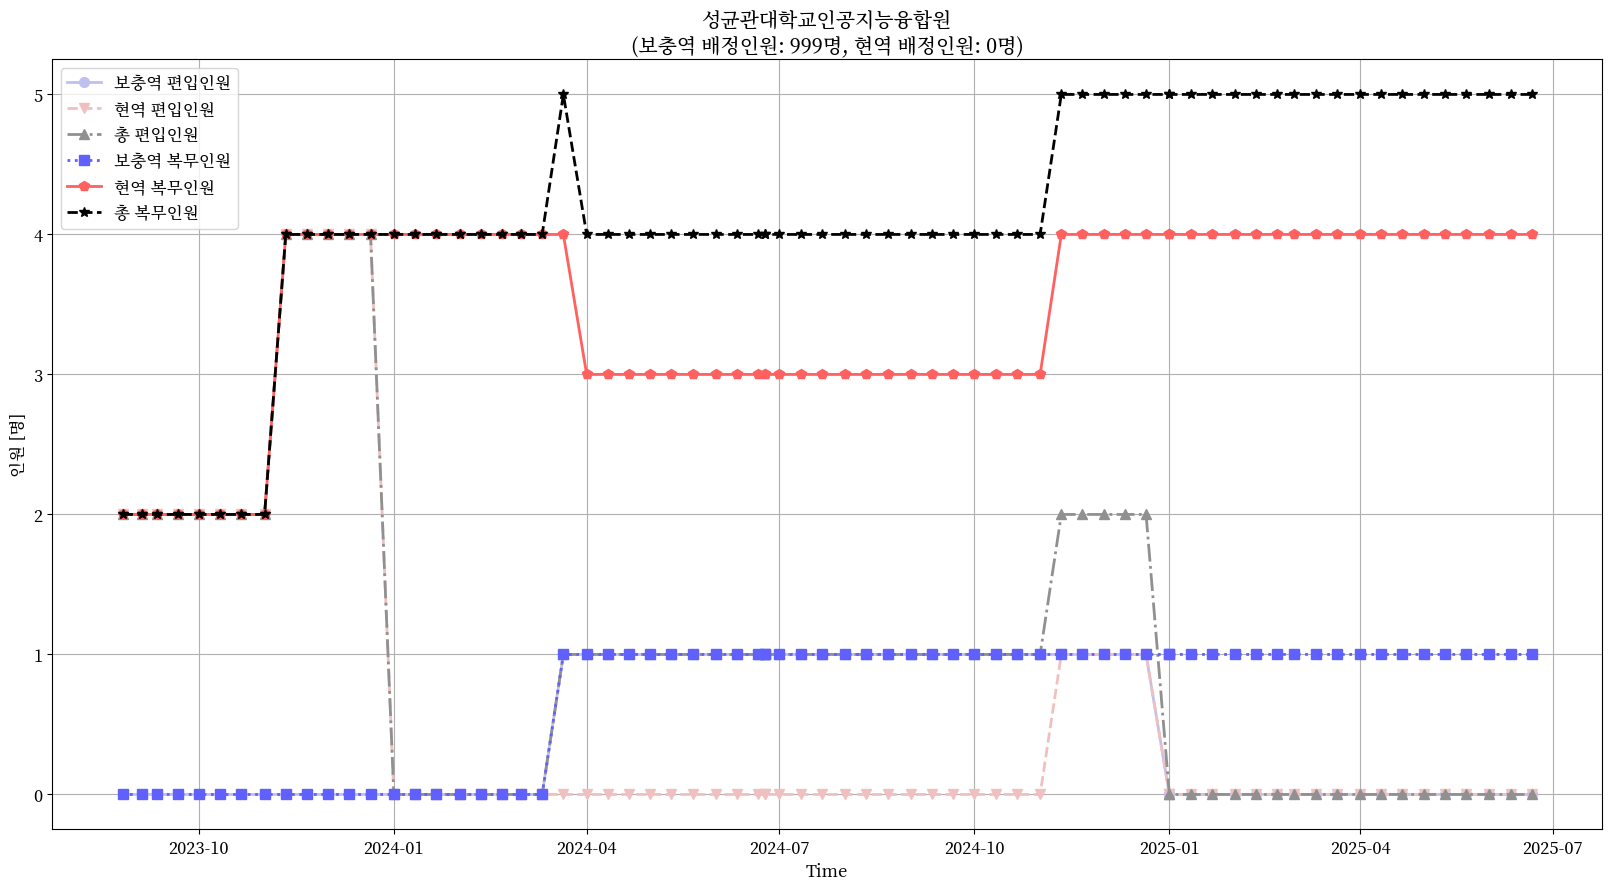 성균관대학교인공지능융합원
(보충역 배정인원: 999명, 현역 배정인원: 0명)
보충역 편입인원
현역 편입인원
총 편입인원
보충역 복무인원
현역 복무인원
총 복무인원
인원 [명]
5
4
3
2
1
0
2023-10
2024-01
2024-04
2024-07
2024-10
2025-01
2025-04
2025-07
Time